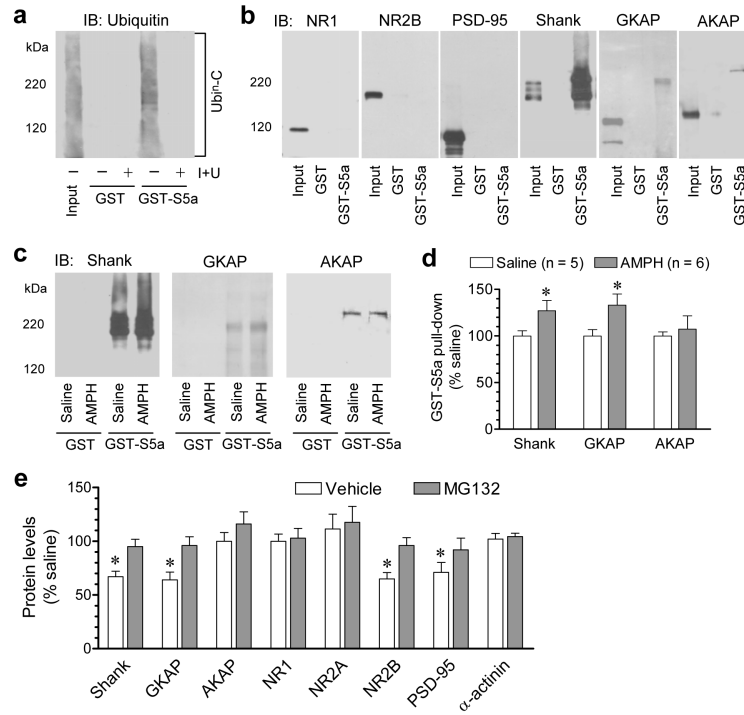 a
IB: Ubiquitin
kDa
220
120
Ubiⁿ-C
− − + − + I+U
Input
GST GST-S5a
b
IB: NR1 NR2B PSD-95 Shank GKAP AKAP
220
120
Input GST GST-S5a Input GST GST-S5a Input GST GST-S5a Input GST GST-S5a Input GST GST-S5a Input GST GST-S5a
c
IB: Shank GKAP AKAP
kDa
220
120
Saline AMPH Saline AMPH Saline AMPH Saline AMPH Saline AMPH Saline AMPH
GST GST-S5a GST GST-S5a GST GST-S5a
d
Saline (n = 5) AMPH (n = 6)
GST-S5a pull-down
(% saline)
150
100
50
0
* *
Shank GKAP AKAP
e
Vehicle MG132
Protein levels
(% saline)
150
100
50
0
* * * *
Shank GKAP AKAP NR1 NR2A NR2B PSD-95 α-actinin